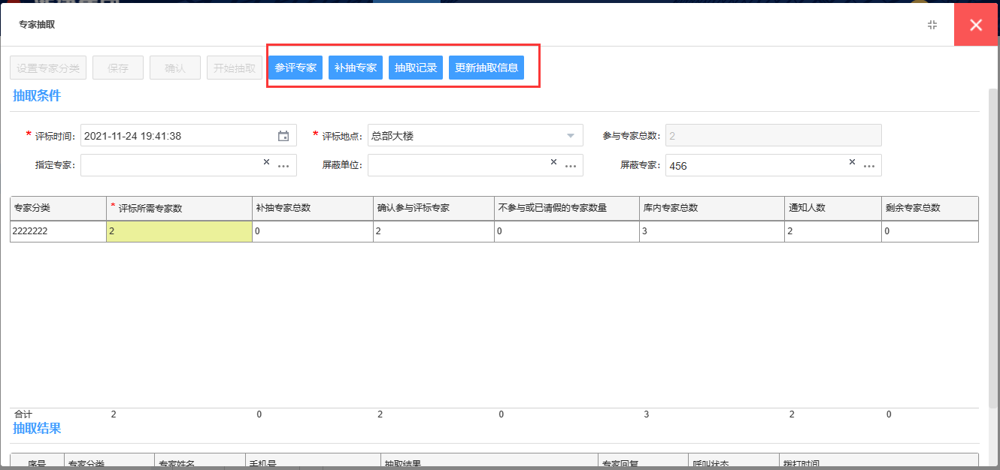 专家抽取
设置专家分类 保存 确认 开始抽取 参评专家 补抽专家 抽取记录 更新抽取信息
抽取条件
* 评标时间: 2021-11-24 19:41:38 * 评标地点: 总部大楼 参与专家总数: 2
指定专家: 屏蔽单位: 屏蔽专家: 456
专家分类 * 评标所需专家数 补抽专家总数 确认参与评标专家 不参与或已请假的专家数量 库内专家总数 通知人数 剩余专家总数
2222222 2 0 2 0 3 2 0
合计 2 0 2 0 3 2 0
抽取结果
序号 专家分类 专家姓名 手机号 抽取结果 专家回复 呼叫状态 拨打时间